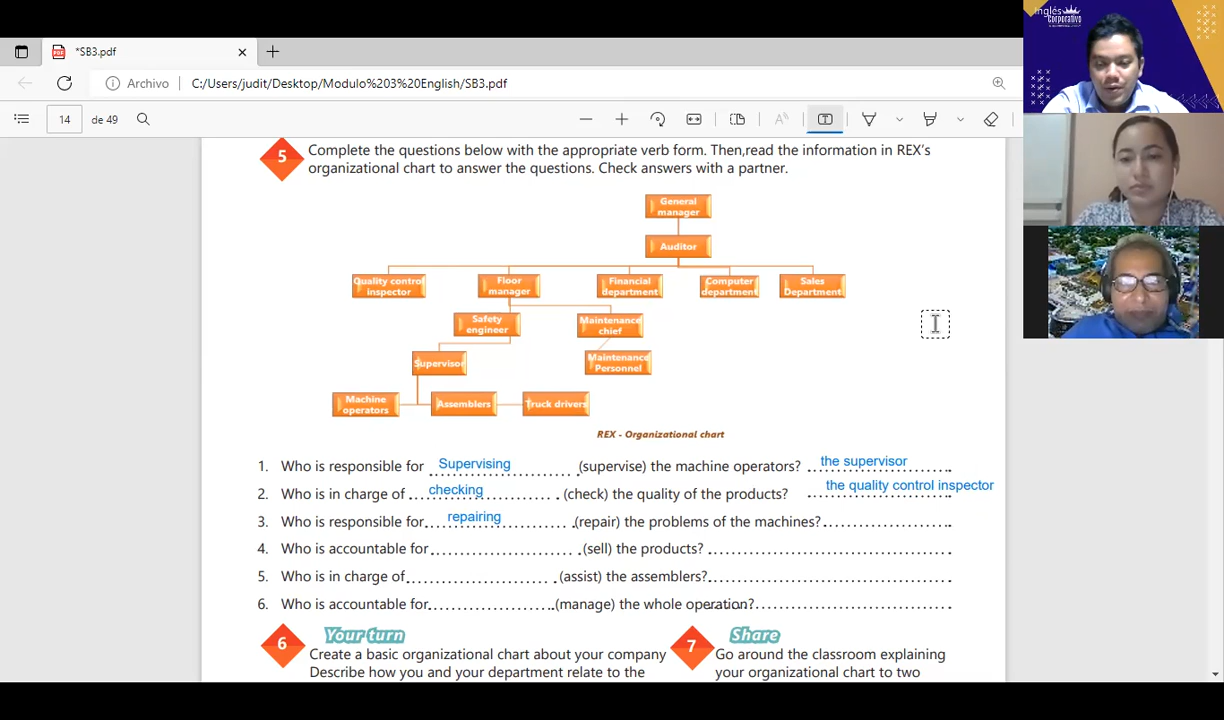 Inglés
Corporativo
*SB3.pdf
Archivo
C:/Users/judit/Desktop/Modulo%203%20English/SB3.pdf
14
de 49
5
Complete the questions below with the appropriate verb form. Then,read the information in REX's
organizational chart to answer the questions. Check answers with a partner.
General
manager
Auditor
Quality control
inspector
Floor
manager
Financial
department
Computer
department
Sales
Department
Safety
engineer
Maintenance
chief
Supervisor
Maintenance
Personnel
Machine
operators
Assemblers
Truck drivers
REX - Organizational chart
1. Who is responsible for Supervising (supervise) the machine operators? the supervisor
2. Who is in charge of checking (check) the quality of the products? the quality control inspector
3. Who is responsible for repairing (repair) the problems of the machines?
4. Who is accountable for (sell) the products?
5. Who is in charge of (assist) the assemblers?
6. Who is accountable for (manage) the whole operation?
6
Your turn
Create a basic organizational chart about your company
Describe how you and your department relate to the
7
Share
Go around the classroom explaining
your organizational chart to two